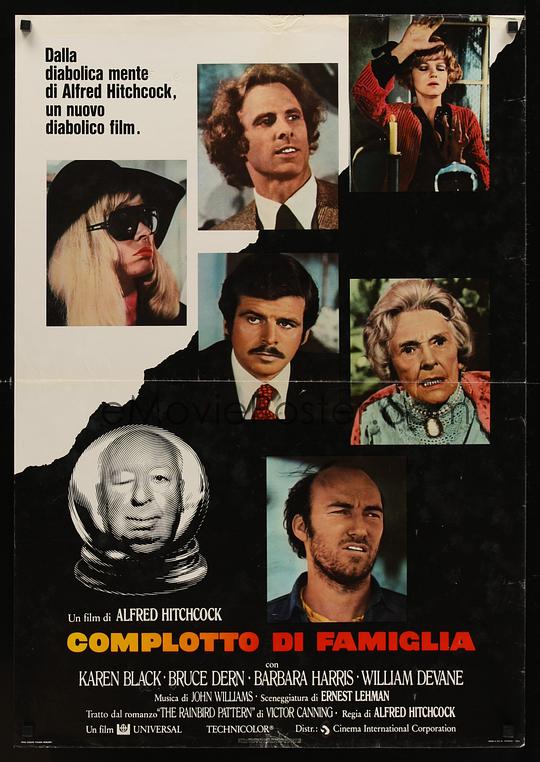 Dalla
diabolica mente
di Alfred Hitchcock,
un nuovo
diabolico film.
eMoviePoster.com
Un film di ALFRED HITCHCOCK
COMPLOTTO DI FAMIGLIA
con
KAREN BLACK · BRUCE DERN · BARBARA HARRIS · WILLIAM DEVANE
Musica di JOHN WILLIAMS · Sceneggiatura di ERNEST LEHMAN
Tratto dal romanzo "THE RAINBIRD PATTERN" di VICTOR CANNING · Regia di ALFRED HITCHCOCK
Un film UNIVERSAL TECHNICOLOR® Distr.: Cinema International Corporation